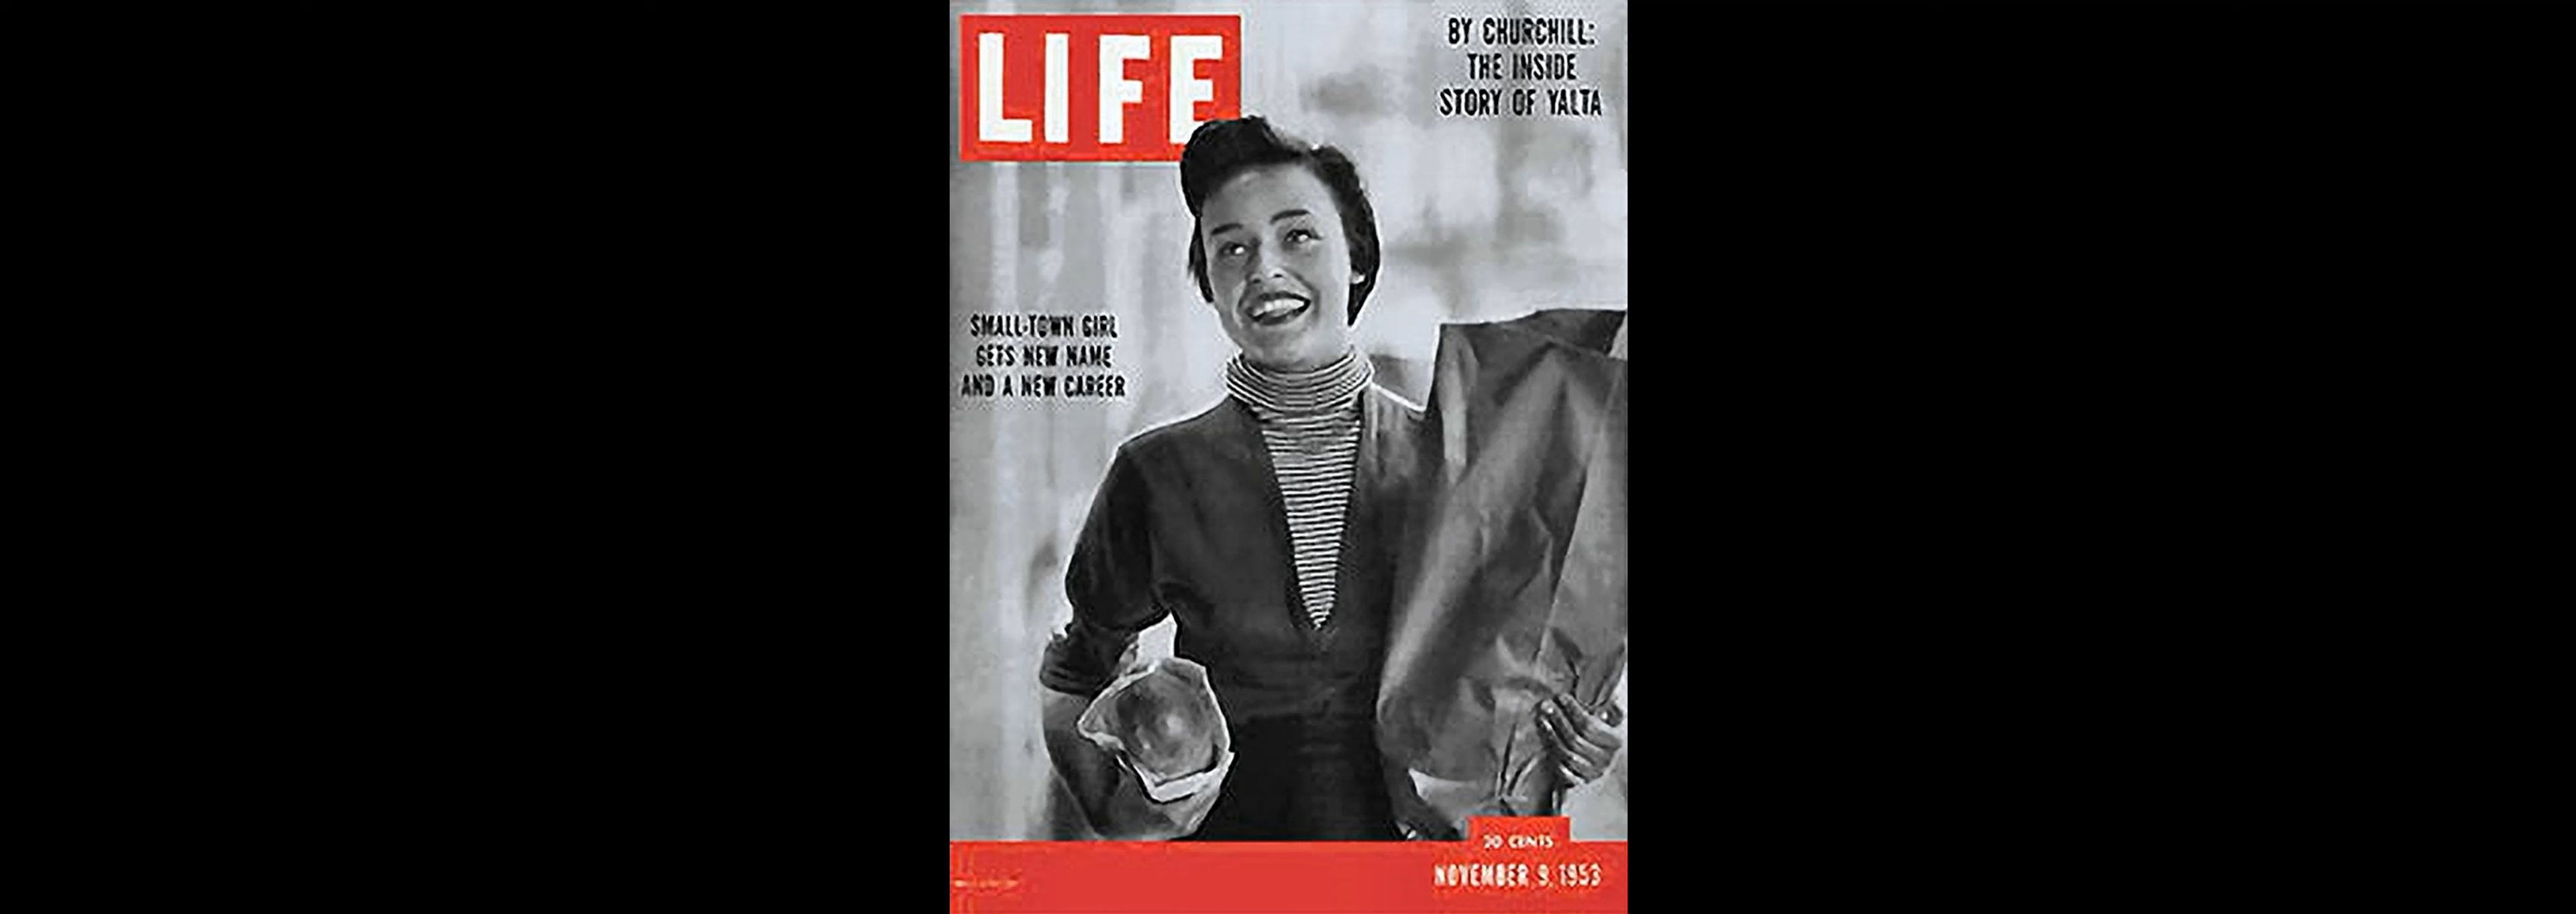 LIFE
BY CHURCHILL:
THE INSIDE
STORY OF YALTA
SMALL-TOWN GIRL
GETS NEW NAME
AND A NEW CAREER
20 CENTS
NOVEMBER 9, 1953